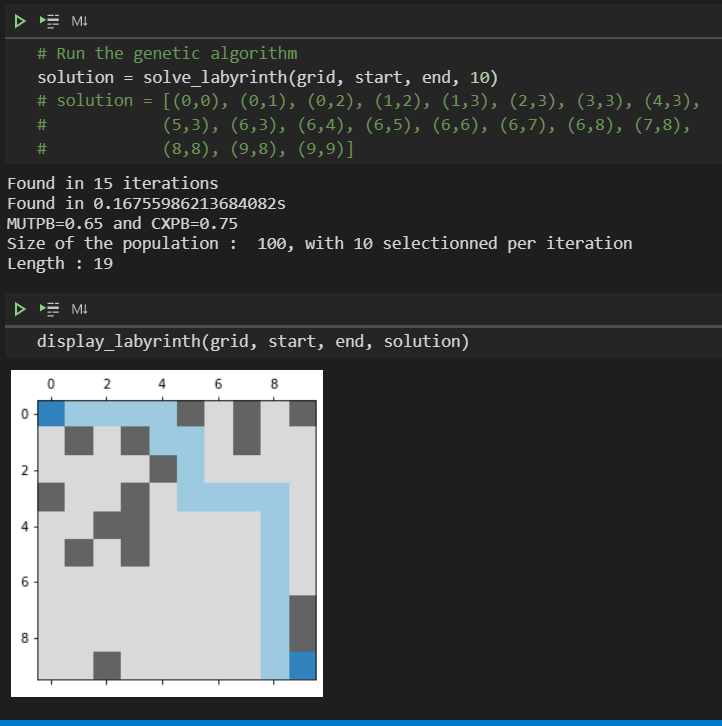 M↓
# Run the genetic algorithm
solution = solve_labyrinth(grid, start, end, 10)
# solution = [(0,0), (0,1), (0,2), (1,2), (1,3), (2,3), (3,3), (4,3),
#            (5,3), (6,3), (6,4), (6,5), (6,6), (6,7), (6,8), (7,8),
#            (8,8), (9,8), (9,9)]
Found in 15 iterations
Found in 0.16755986213684082s
MUTPB=0.65 and CXPB=0.75
Size of the population :  100, with 10 selectionned per iteration
Length : 19
M↓
display_labyrinth(grid, start, end, solution)
0 2 4 6 8
0
2
4
6
8